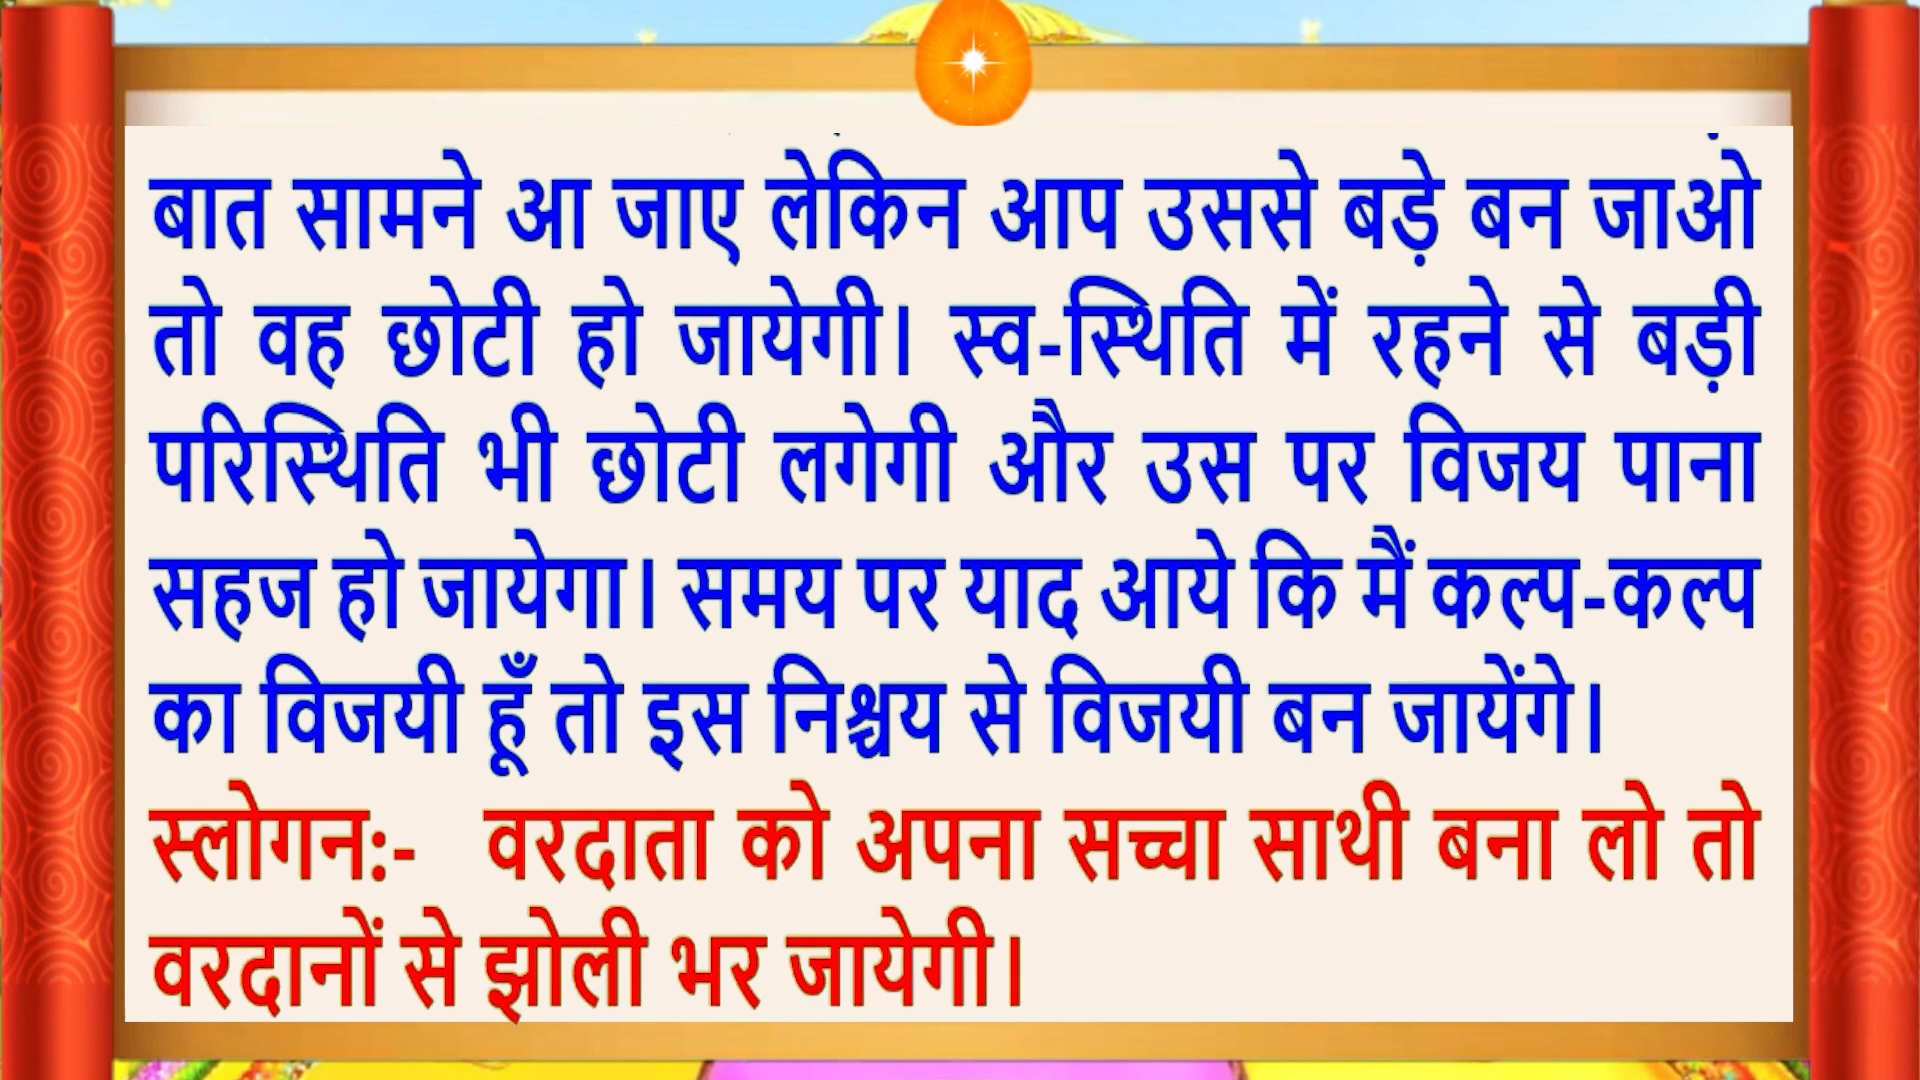 बात सामने आ जाए लेकिन आप उससे बड़े बन जाओ
तो वह छोटी हो जायेगी। स्व-स्थिति में रहने से बड़ी
परिस्थिति भी छोटी लगेगी और उस पर विजय पाना
सहज हो जायेगा। समय पर याद आये कि मैं कल्प-कल्प
का विजयी हूँ तो इस निश्चय से विजयी बन जायेंगे।
स्लोगन:- वरदाता को अपना सच्चा साथी बना लो तो
वरदानों से झोली भर जायेगी।